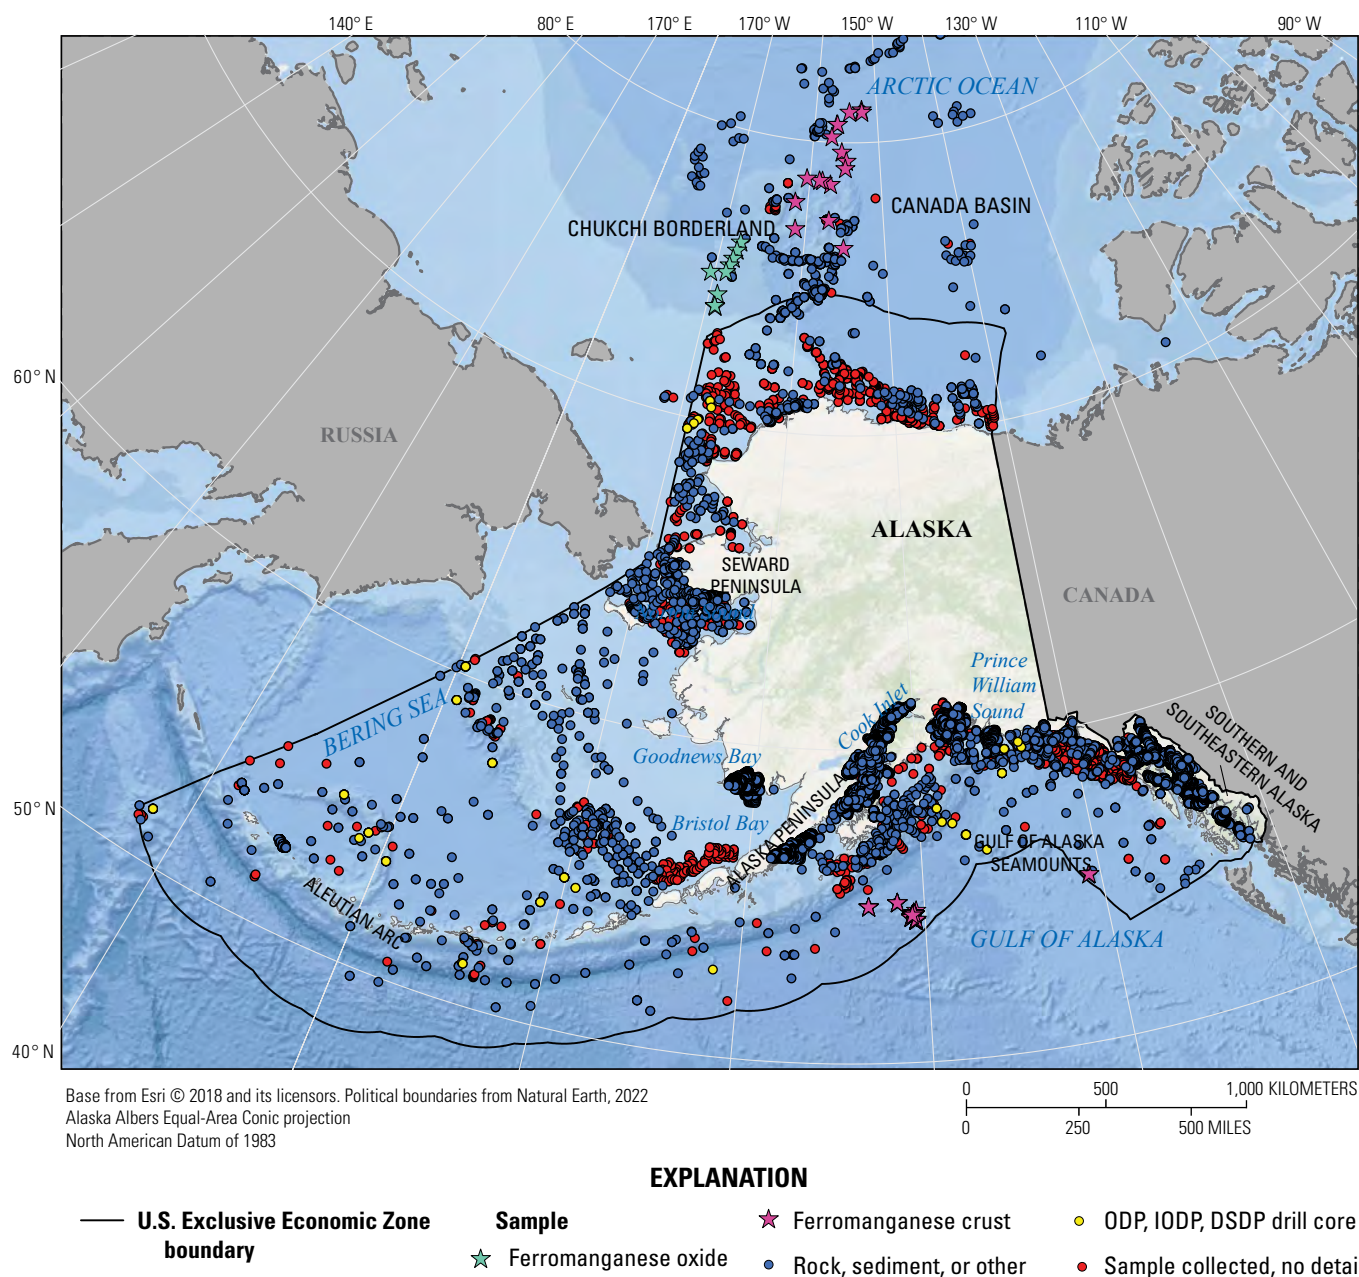 140° E 80° E 170° E 170° W 150° W 130° W 110° W 90° W
ARCTIC OCEAN
CANADA BASIN
CHUKCHI BORDERLAND
60° N
RUSSIA
ALASKA
SEWARD
PENINSULA
CANADA
Prince
William
Sound
Cook Inlet
BERING SEA
SOUTHERN AND
SOUTHEASTERN ALASKA
Goodnews Bay
50° N
Bristol Bay
ALASKA PENINSULA
GULF OF ALASKA
SEAMOUNTS
ALEUTIAN ARC
GULF OF ALASKA
40° N
Base from Esri © 2018 and its licensors. Political boundaries from Natural Earth, 2022
Alaska Albers Equal-Area Conic projection
North American Datum of 1983
0 500 1,000 KILOMETERS
0 250 500 MILES
EXPLANATION
U.S. Exclusive Economic Zone
boundary
Sample
Ferromanganese oxide
Ferromanganese crust
Rock, sediment, or other
ODP, IODP, DSDP drill core
Sample collected, no detai